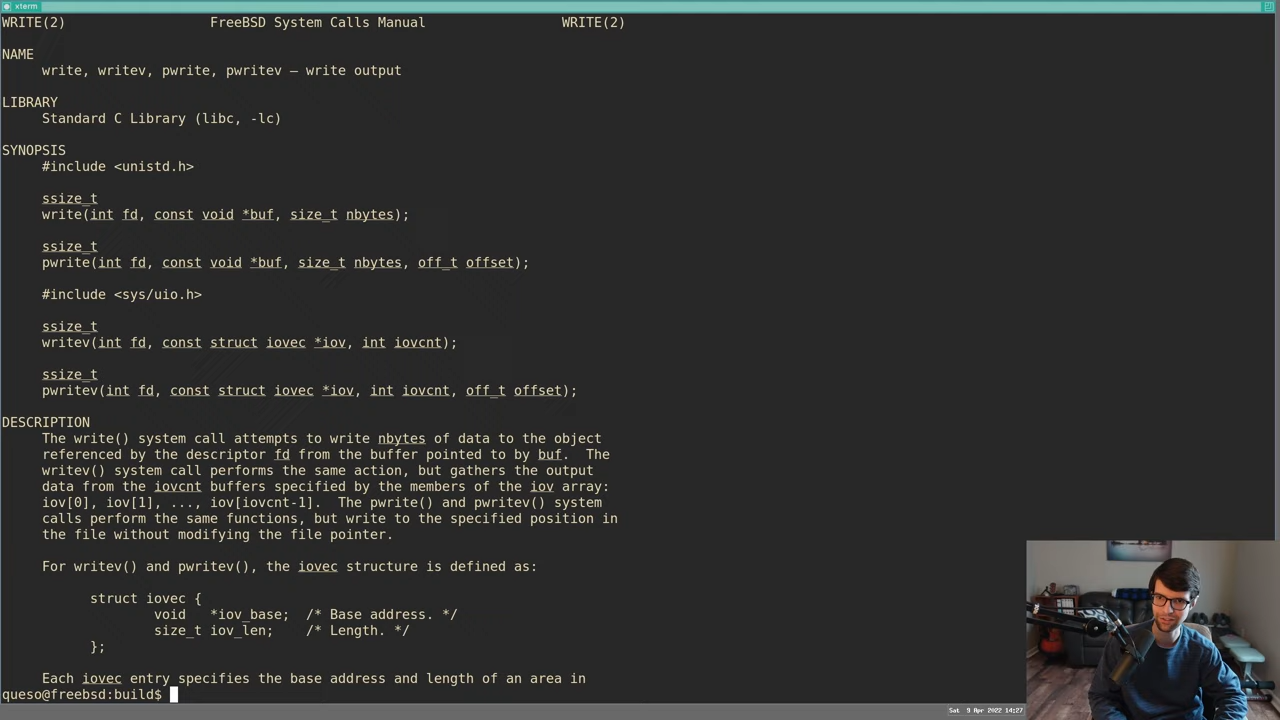 xterm
WRITE(2) FreeBSD System Calls Manual WRITE(2)
NAME
write, writev, pwrite, pwritev – write output
LIBRARY
Standard C Library (libc, -lc)
SYNOPSIS
#include <unistd.h>
ssize_t
write(int fd, const void *buf, size_t nbytes);
ssize_t
pwrite(int fd, const void *buf, size_t nbytes, off_t offset);
#include <sys/uio.h>
ssize_t
writev(int fd, const struct iovec *iov, int iovcnt);
ssize_t
pwritev(int fd, const struct iovec *iov, int iovcnt, off_t offset);
DESCRIPTION
The write() system call attempts to write nbytes of data to the object
referenced by the descriptor fd from the buffer pointed to by buf. The
writev() system call performs the same action, but gathers the output
data from the iovcnt buffers specified by the members of the iov array:
iov[0], iov[1], ..., iov[iovcnt-1]. The pwrite() and pwritev() system
calls perform the same functions, but write to the specified position in
the file without modifying the file pointer.
For writev() and pwritev(), the iovec structure is defined as:
struct iovec {
void *iov_base; /* Base address. */
size_t iov_len; /* Length. */
};
Each iovec entry specifies the base address and length of an area in
queso@freebsd:build$
Sat 9 Apr 2022 14:27